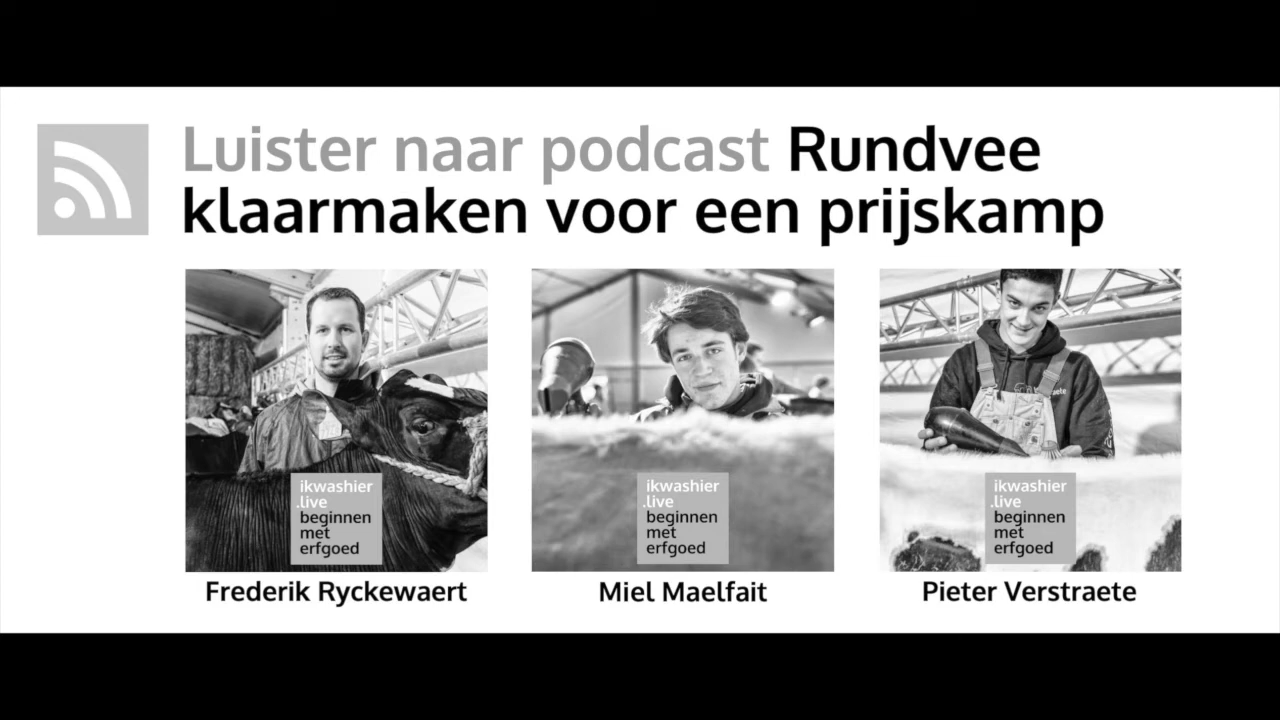 Luister naar podcast Rundvee
klaarmaken voor een prijskamp
ikwashier
.live
beginnen
met
erfgoed
ikwashier
.live
beginnen
met
erfgoed
ikwashier
.live
beginnen
met
erfgoed
Frederik Ryckewaert
Miel Maelfait
Pieter Verstraete